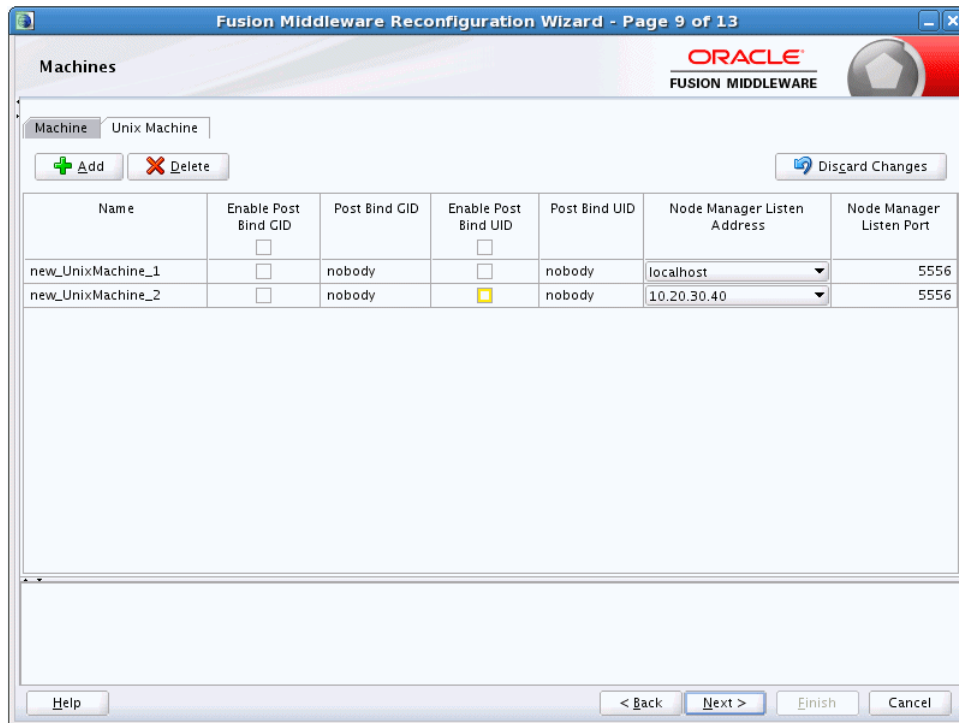 Fusion Middleware Reconfiguration Wizard - Page 9 of 13
Machines
ORACLE
FUSION MIDDLEWARE
Machine Unix Machine
Add Delete Discard Changes
Name Enable Post Bind GID Post Bind GID Enable Post Bind UID Post Bind UID Node Manager Listen Address Node Manager Listen Port
new_UnixMachine_1 nobody nobody localhost 5556
new_UnixMachine_2 nobody nobody 10.20.30.40 5556
Help < Back Next > Finish Cancel